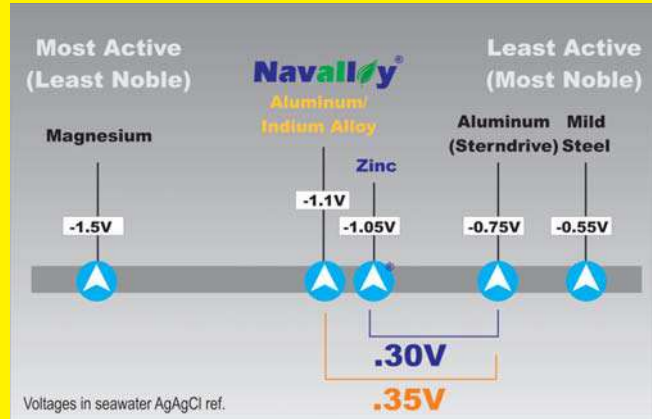 Most Active
(Least Noble)
Navalloy®
Least Active
(Most Noble)
Aluminum/
Indium Alloy
Magnesium
Aluminum
(Sterndrive)
Mild
Steel
Zinc
-1.5V
-1.1V
-1.05V
-0.75V
-0.55V
®
.30V
.35V
Voltages in seawater AgAgCl ref.